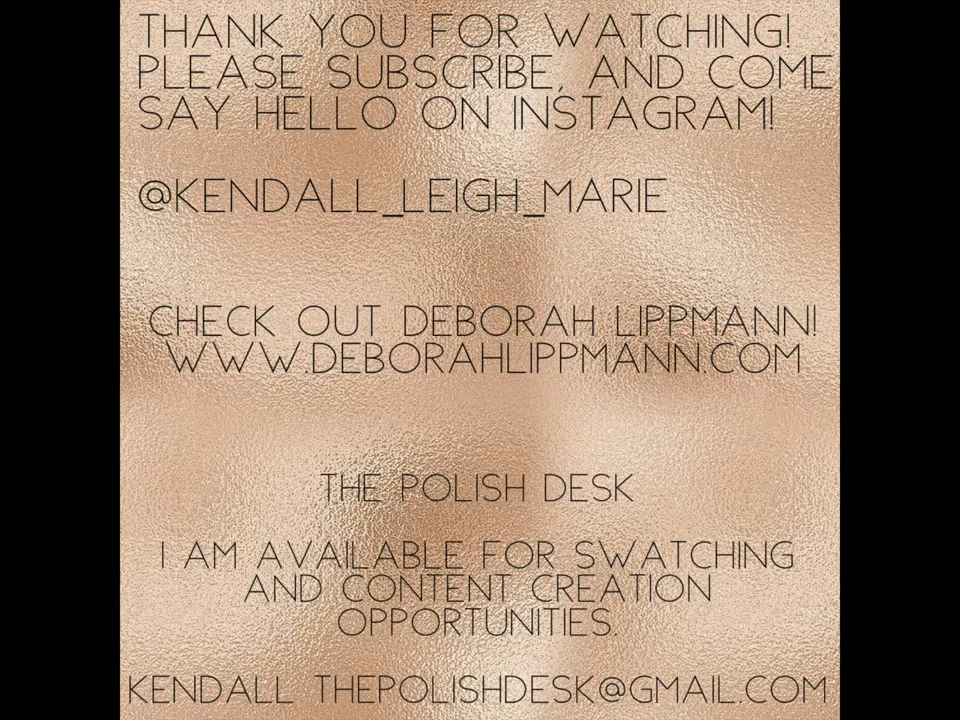 THANK YOU FOR WATCHING!
PLEASE SUBSCRIBE, AND COME
SAY HELLO ON INSTAGRAM!
@KENDALL_LEIGH_MARIE
CHECK OUT DEBORAH LIPPMANN!
WWW.DEBORAHLIPPMANN.COM
THE POLISH DESK
I AM AVAILABLE FOR SWATCHING
AND CONTENT CREATION
OPPORTUNITIES.
KENDALL THEPOLISHDESK@GMAIL.COM